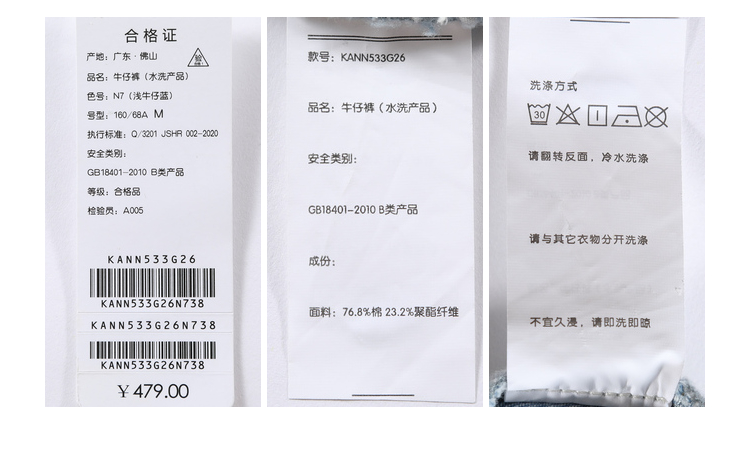 合格证
产地：广东·佛山
验
品名：牛仔裤（水洗产品）
色号：N7（浅牛仔蓝）
号型：160/68A M
执行标准：Q/3201 JSHR 002-2020
安全类别：
GB18401-2010 B类产品
等级：合格品
检验员：A005
KANN533G26
KANN533G26N738
KANN533G26N738
KANN533G26N738
￥479.00
款号：KANN533G26
品名：牛仔裤（水洗产品）
安全类别：
GB18401-2010 B类产品
成份：
面料：76.8%棉 23.2%聚酯纤维
洗涤方式
30
请翻转反面，冷水洗涤
请与其它衣物分开洗涤
不宜久浸，请即洗即晾